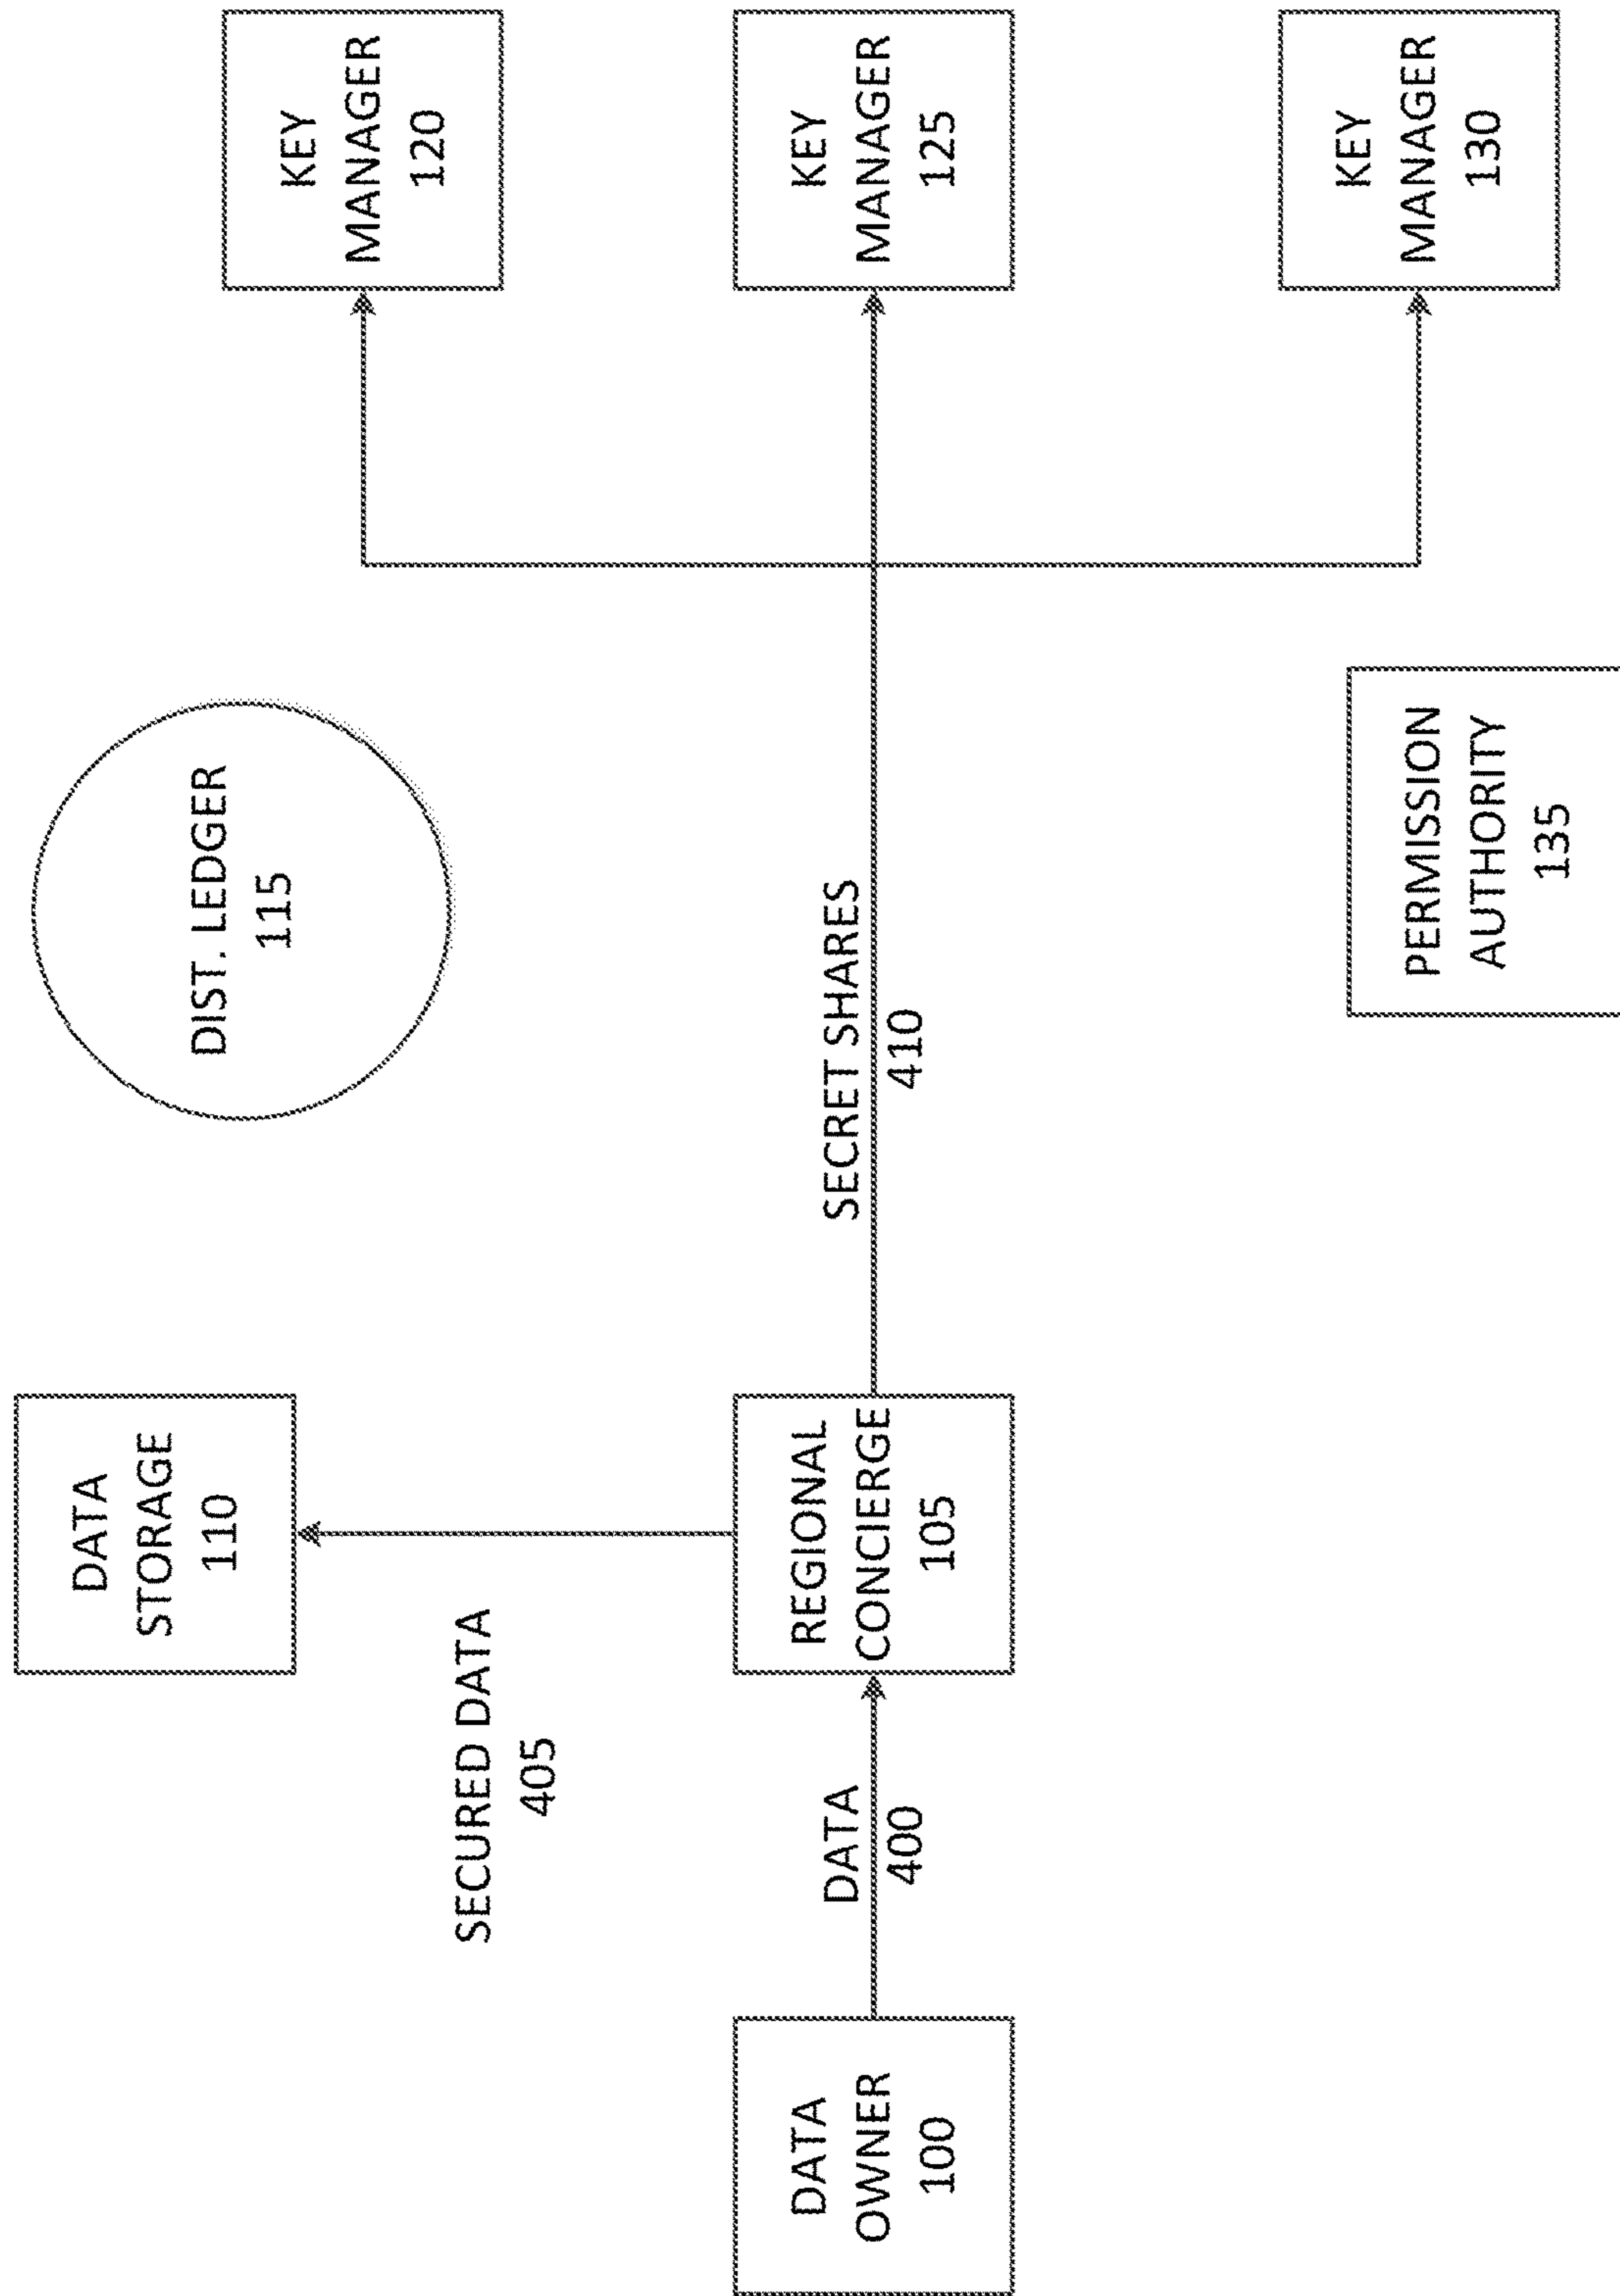 DATA
STORAGE
110
DIST. LEDGER
115
KEY
MANAGER
120
SECURED DATA
405
DATA
OWNER
100
DATA
400
REGIONAL
CONCIERGE
105
SECRET SHARES
410
KEY
MANAGER
125
PERMISSION
AUTHORITY
135
KEY
MANAGER
130